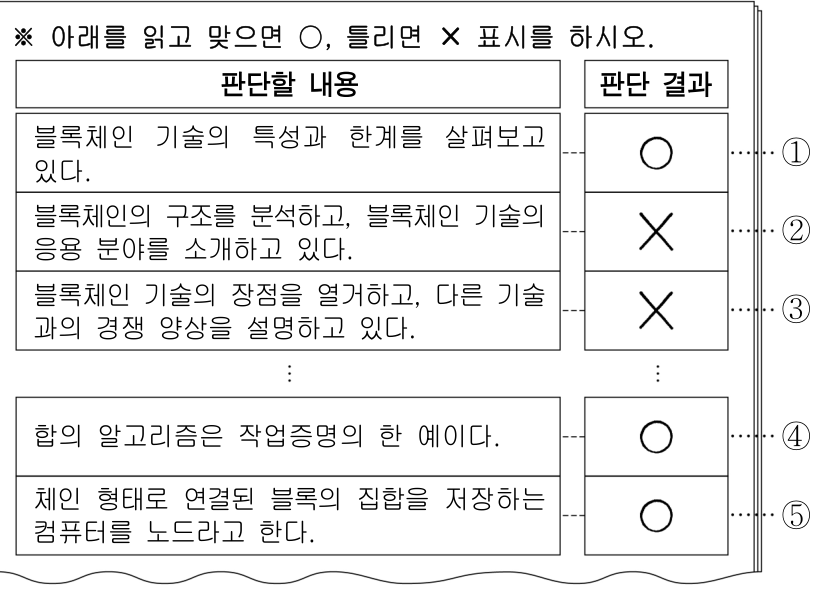 ※ 아래를 읽고 맞으면 ○, 틀리면 × 표시를 하시오.
판단할 내용 판단 결과
블록체인 기술의 특성과 한계를 살펴보고
있다.
○ …… ①
블록체인의 구조를 분석하고, 블록체인 기술의
응용 분야를 소개하고 있다.
× …… ②
블록체인 기술의 장점을 열거하고, 다른 기술
과의 경쟁 양상을 설명하고 있다.
× …… ③
⋮ ⋮
합의 알고리즘은 작업증명의 한 예이다.
○ …… ④
체인 형태로 연결된 블록의 집합을 저장하는
컴퓨터를 노드라고 한다.
○ …… ⑤